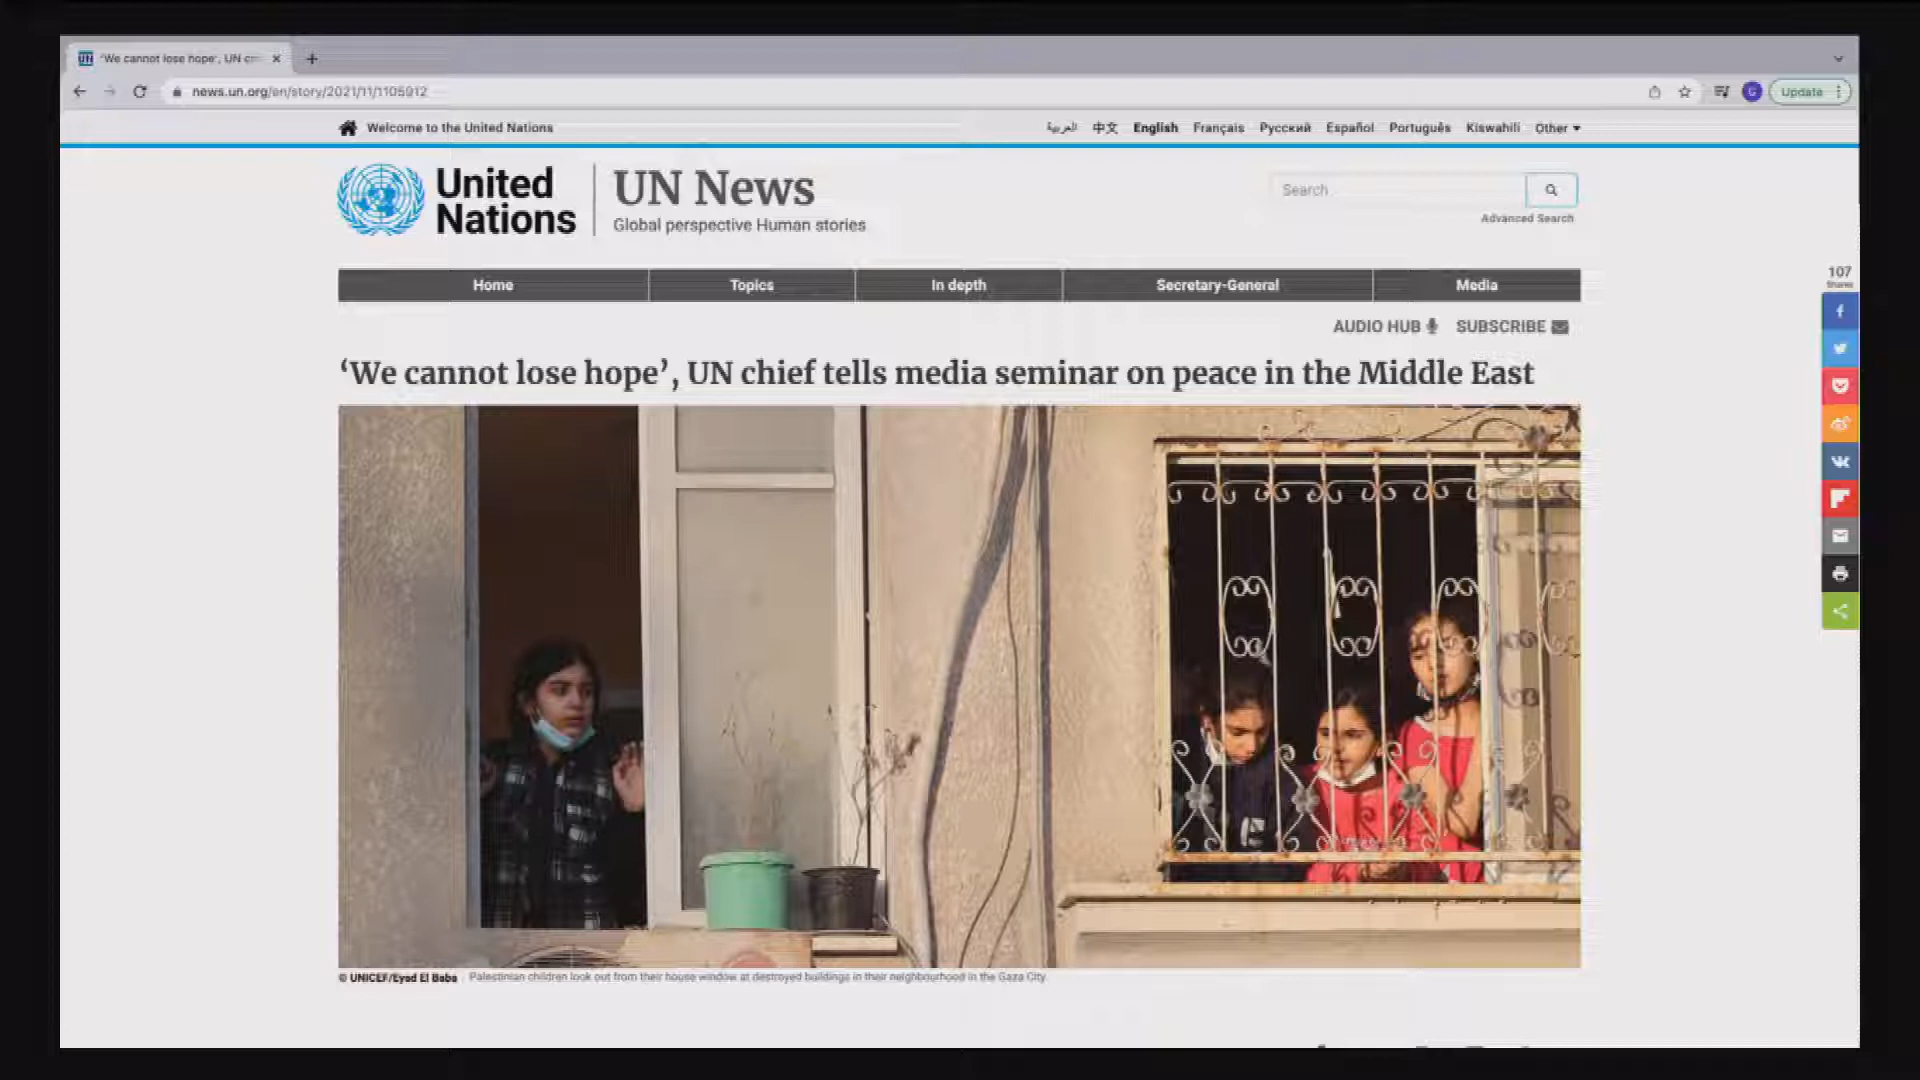 'We cannot lose hope', UN c
news.un.org/en/story/2021/11/1105912
Update
Welcome to the United Nations
العربية 中文 English Français Русский Español Português Kiswahili Other
United Nations
UN News
Global perspective Human stories
Search
Advanced Search
Home Topics In depth Secretary-General Media
107
Shares
AUDIO HUB SUBSCRIBE
‘We cannot lose hope’, UN chief tells media seminar on peace in the Middle East
© UNICEF/Eyad El Baba Palestinian children look out from their house window at destroyed buildings in their neighbourhood in the Gaza City.